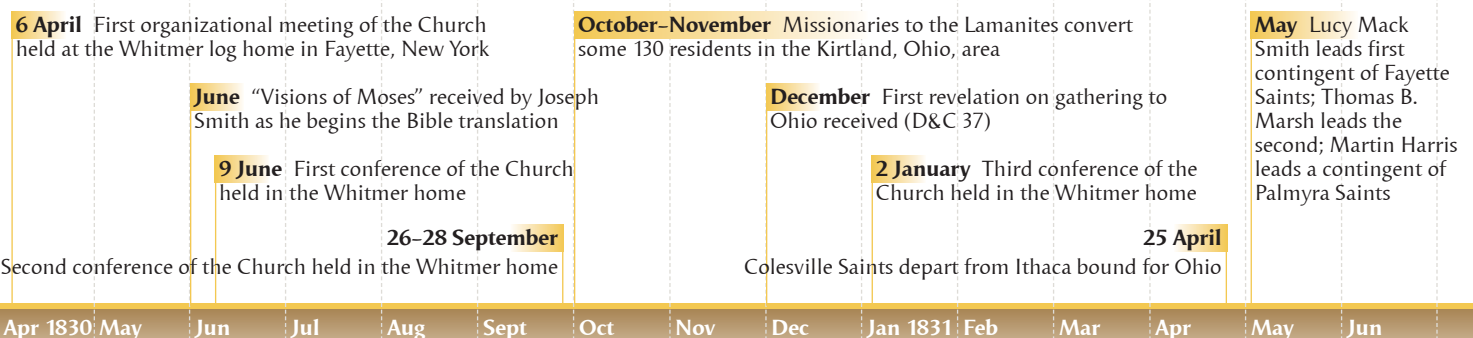 6 April First organizational meeting of the Church
held at the Whitmer log home in Fayette, New York
June “Visions of Moses” received by Joseph
Smith as he begins the Bible translation
9 June First conference of the Church
held in the Whitmer home
26–28 September
Second conference of the Church held in the Whitmer home
October–November Missionaries to the Lamanites convert
some 130 residents in the Kirtland, Ohio, area
December First revelation on gathering to
Ohio received (D&C 37)
2 January Third conference of the
Church held in the Whitmer home
25 April
Colesville Saints depart from Ithaca bound for Ohio
May Lucy Mack
Smith leads first
contingent of Fayette
Saints; Thomas B.
Marsh leads the
second; Martin Harris
leads a contingent of
Palmyra Saints
Apr 1830 May Jun Jul Aug Sept Oct Nov Dec Jan 1831 Feb Mar Apr May Jun